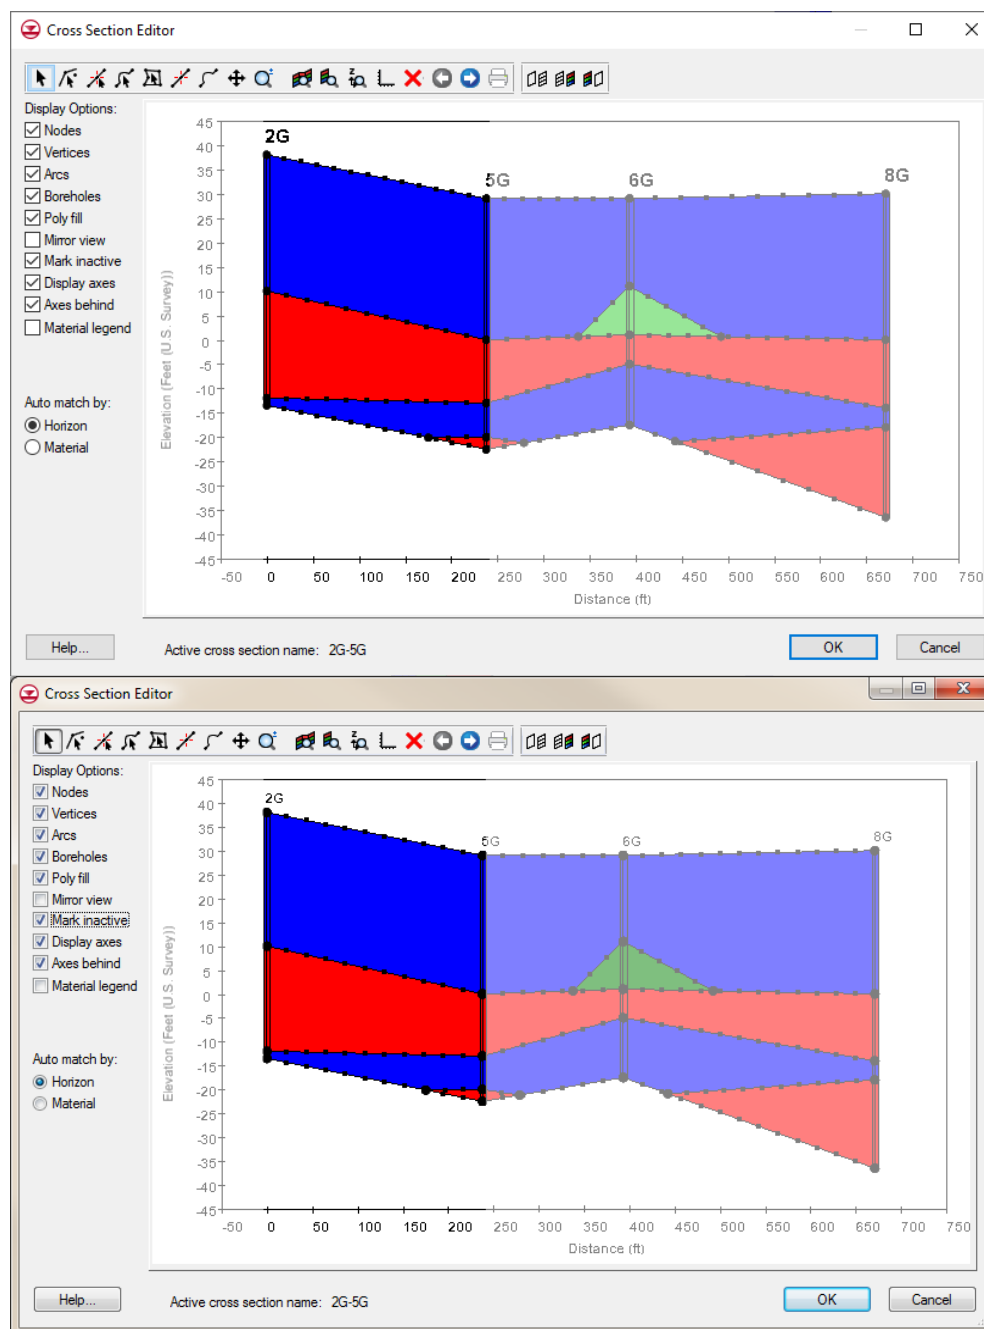 Cross Section Editor
Display Options:
Nodes
Vertices
Arcs
Boreholes
Poly fill
Mirror view
Mark inactive
Display axes
Axes behind
Material legend
Auto match by:
Horizon
Material
45
40
35
30
25
20
15
10
5
0
-5
-10
-15
-20
-25
-30
-35
-40
-45
Elevation (Feet (U.S. Survey))
2G
5G
6G
8G
-50 0 50 100 150 200 250 300 350 400 450 500 550 600 650 700 750
Distance (ft)
Help...
Active cross section name: 2G-5G
OK
Cancel
Cross Section Editor
Display Options:
Nodes
Vertices
Arcs
Boreholes
Poly fill
Mirror view
Mark inactive
Display axes
Axes behind
Material legend
Auto match by:
Horizon
Material
45
40
35
30
25
20
15
10
5
0
-5
-10
-15
-20
-25
-30
-35
-40
-45
Elevation (Feet (U.S. Survey))
2G
5G
6G
8G
-50 0 50 100 150 200 250 300 350 400 450 500 550 600 650 700 750
Distance (ft)
Help...
Active cross section name: 2G-5G
OK
Cancel